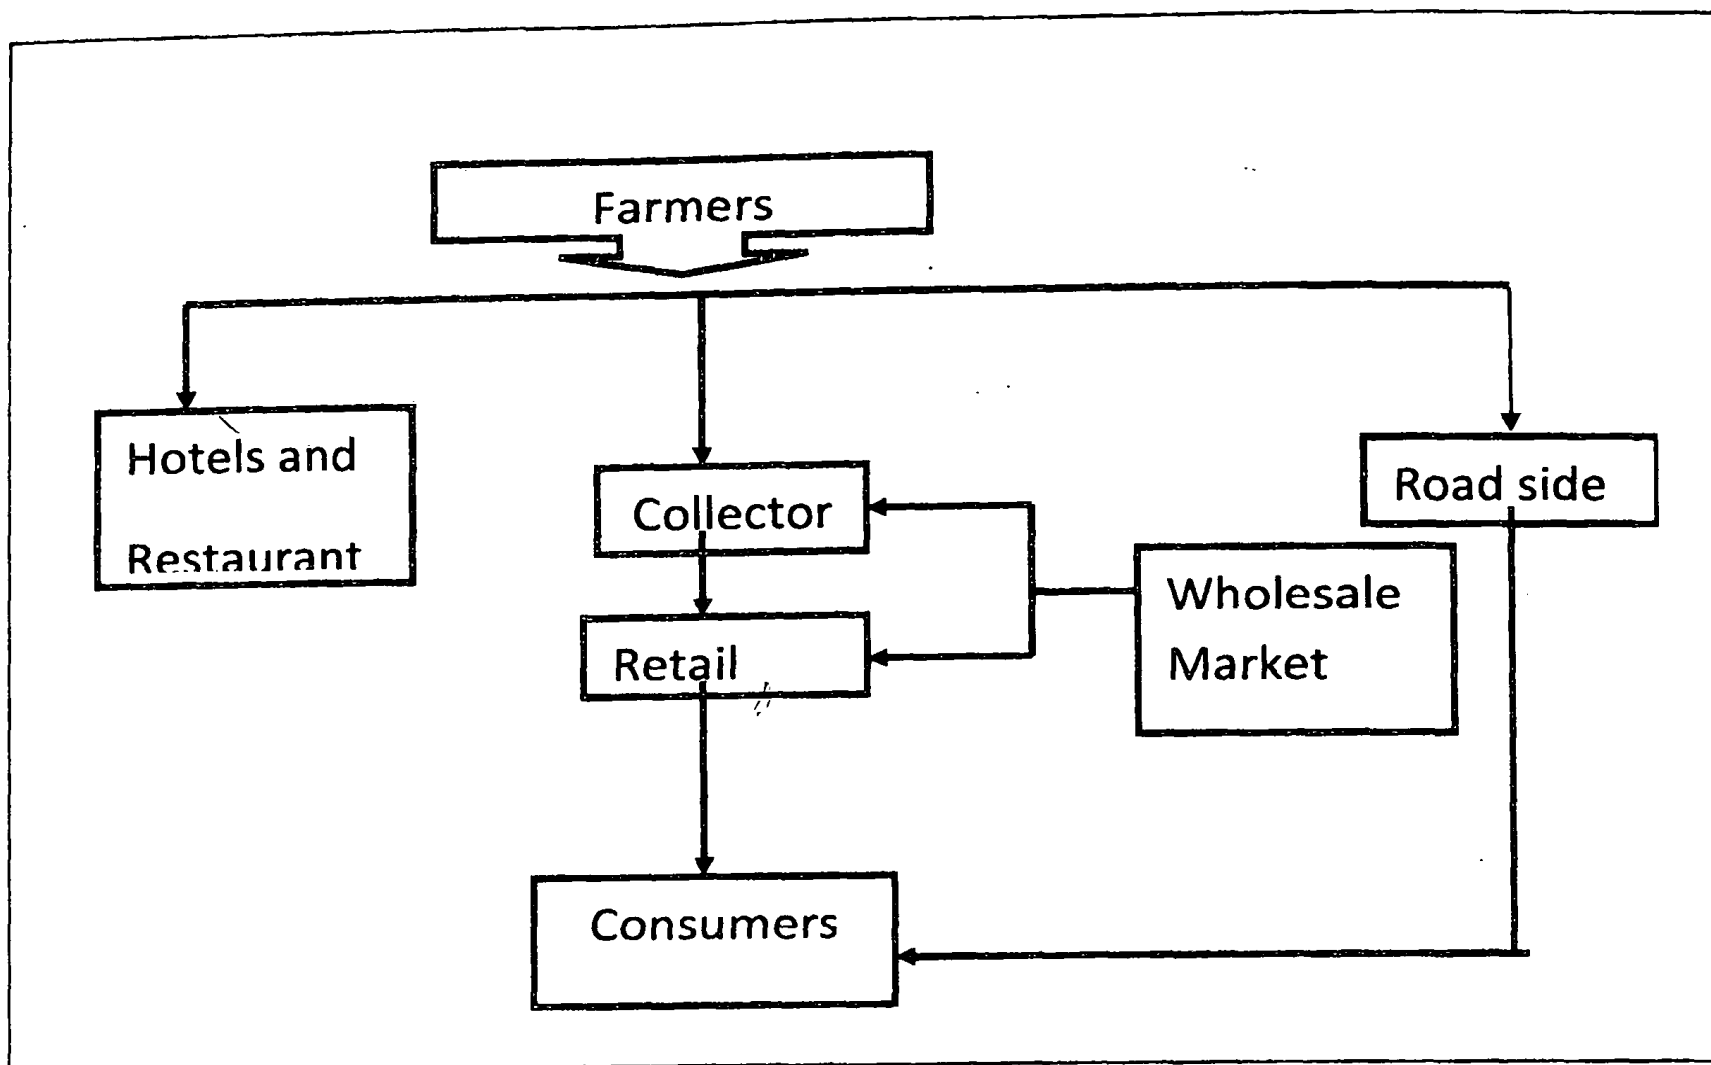 Farmers
Hotels and
Restaurant
Collector
Road side
Wholesale
Market
Retail
Consumers